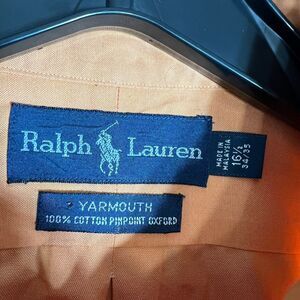 Ralph Lauren
MADE IN
MALAYSIA
16½
34/35
YARMOUTH
100% COTTON PINPOINT OXFORD